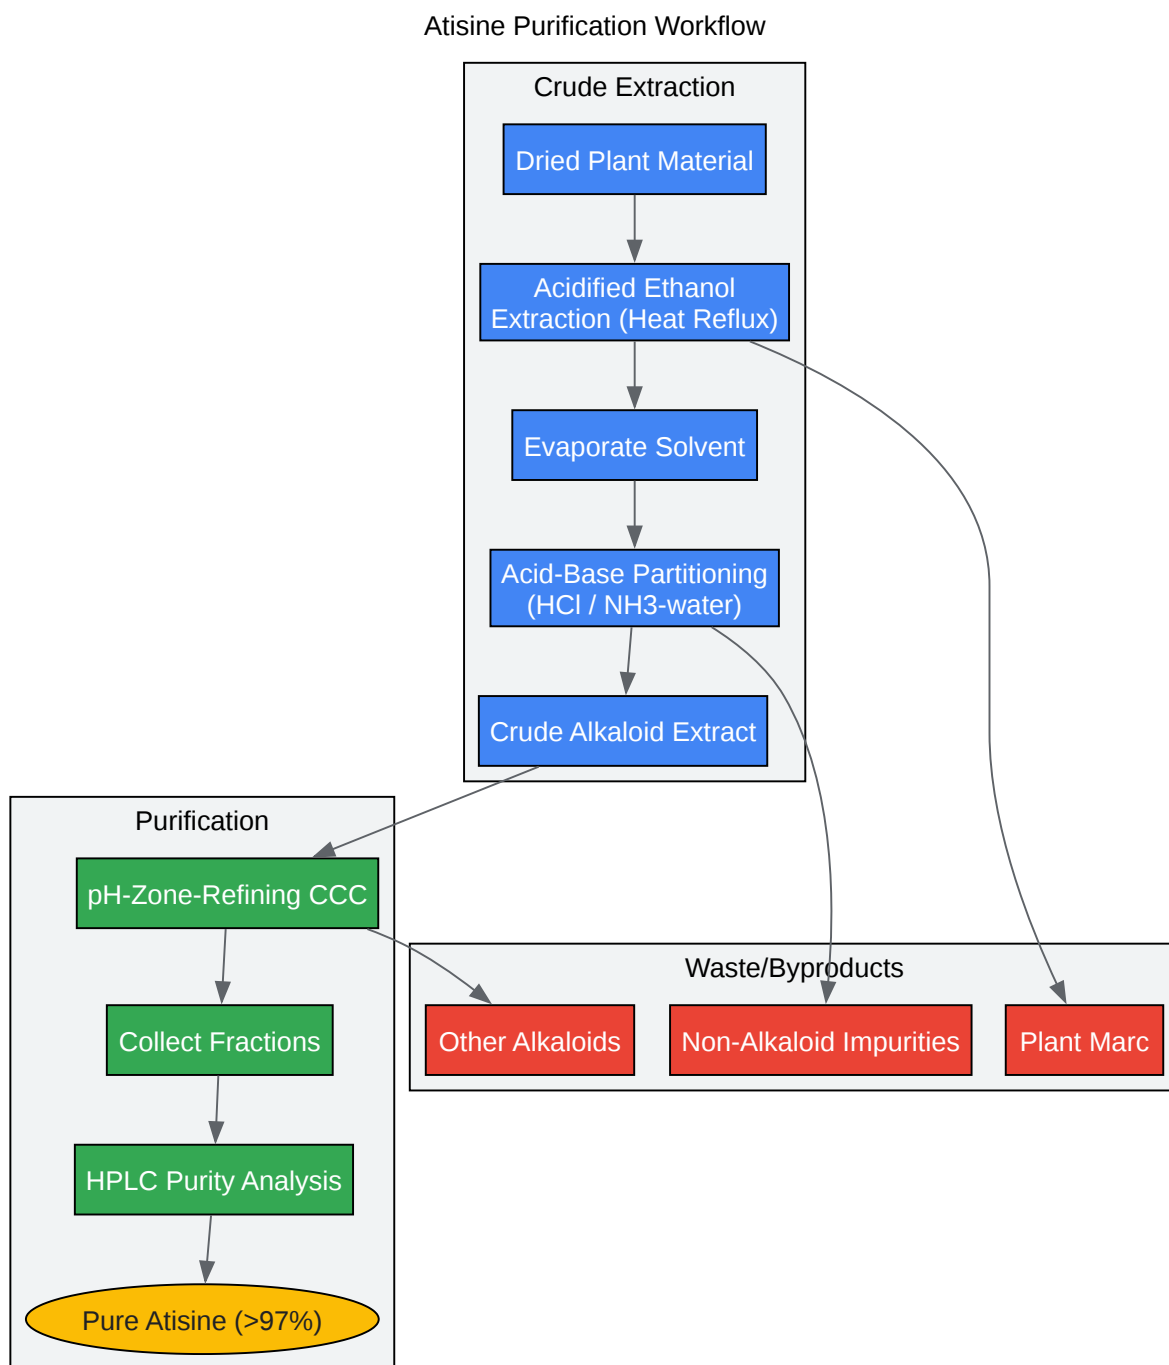 Atisine Purification Workflow
Crude Extraction
Dried Plant Material
Acidified Ethanol
Extraction (Heat Reflux)
Evaporate Solvent
Acid-Base Partitioning
(HCl / NH3-water)
Crude Alkaloid Extract
Purification
pH-Zone-Refining CCC
Collect Fractions
HPLC Purity Analysis
Pure Atisine (>97%)
Waste/Byproducts
Other Alkaloids
Non-Alkaloid Impurities
Plant Marc